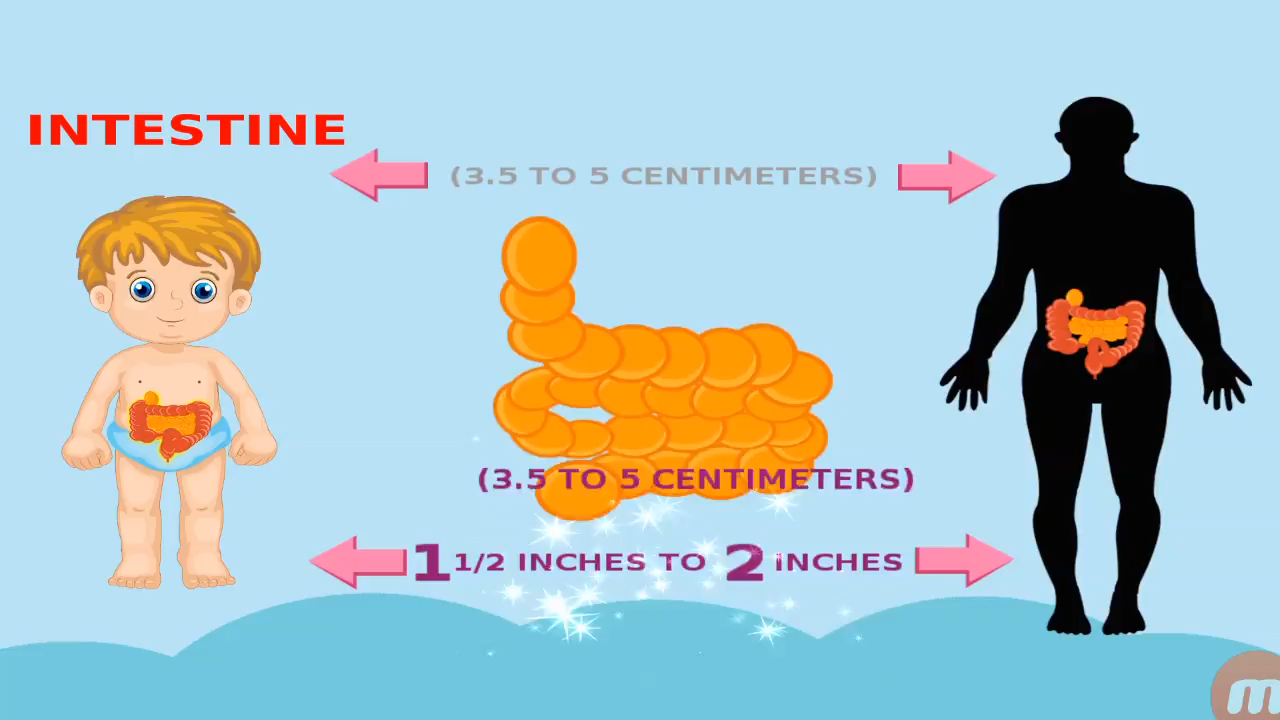 INTESTINE
(3.5 TO 5 CENTIMETERS)
(3.5 TO 5 CENTIMETERS)
1 1/2 INCHES TO 2 INCHES
m